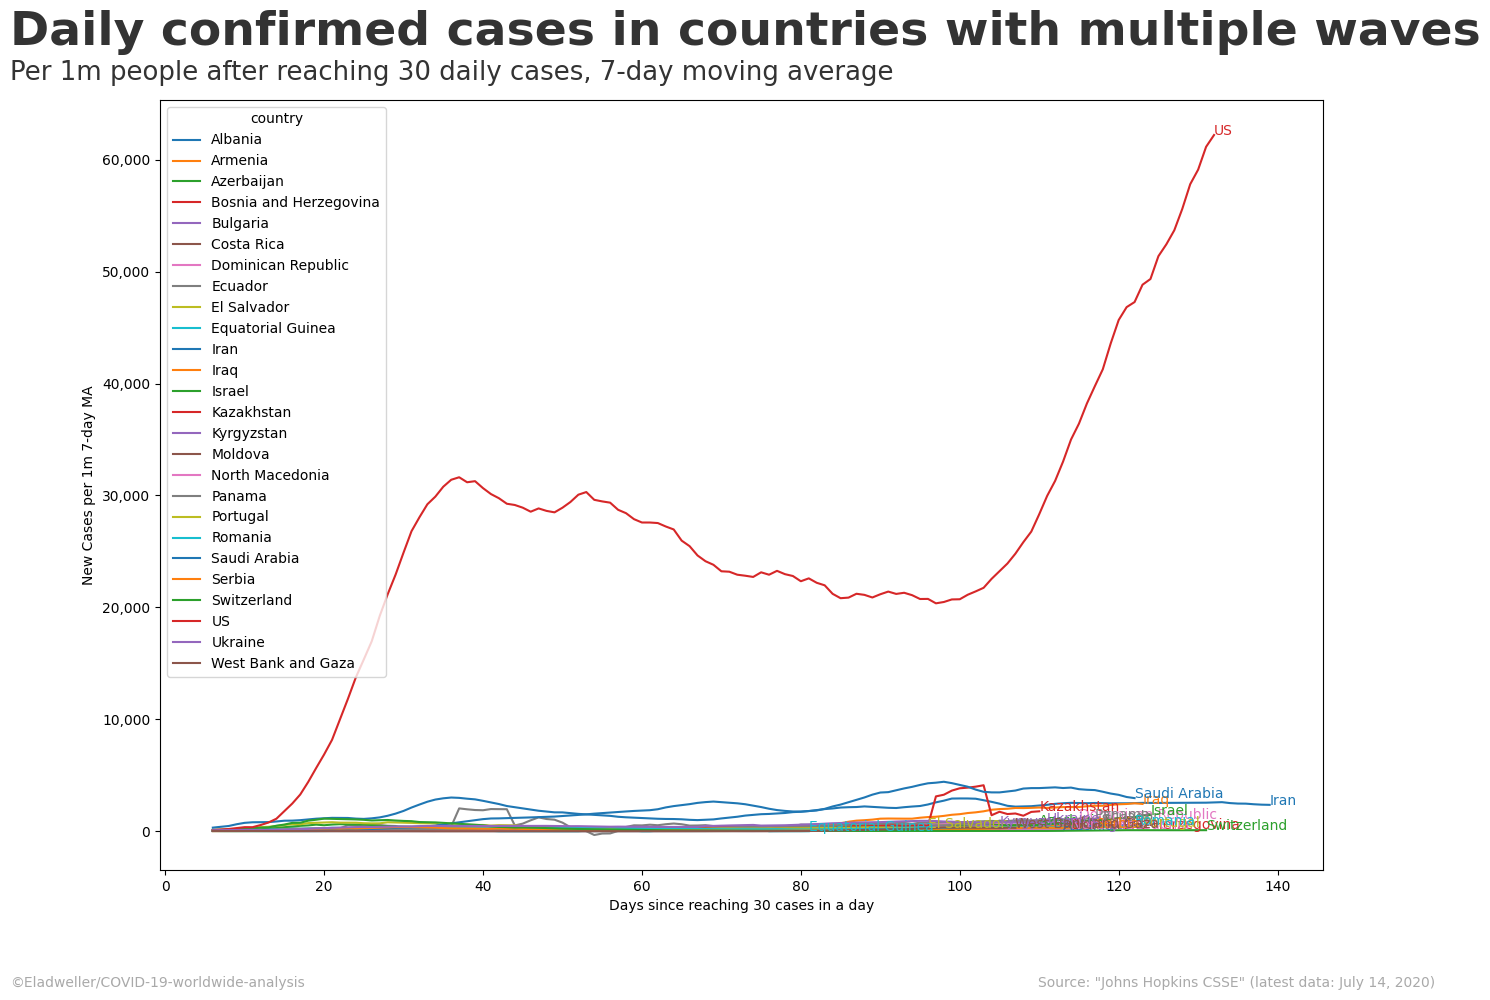 Daily confirmed cases in countries with multiple waves
Per 1m people after reaching 30 daily cases, 7-day moving average
country
Albania
Armenia
Azerbaijan
Bosnia and Herzegovina
Bulgaria
Costa Rica
Dominican Republic
Ecuador
El Salvador
Equatorial Guinea
Iran
Iraq
Israel
Kazakhstan
Kyrgyzstan
Moldova
North Macedonia
Panama
Portugal
Romania
Saudi Arabia
Serbia
Switzerland
US
Ukraine
West Bank and Gaza
60,000
50,000
40,000
30,000
20,000
10,000
0
New Cases per 1m 7-day MA
US
Saudi Arabia
Iraq
Iran
Kazakhstan
Israel
Switzerland
0 20 40 60 80 100 120 140
Days since reaching 30 cases in a day
©Eladweller/COVID-19-worldwide-analysis
Source: "Johns Hopkins CSSE" (latest data: July 14, 2020)